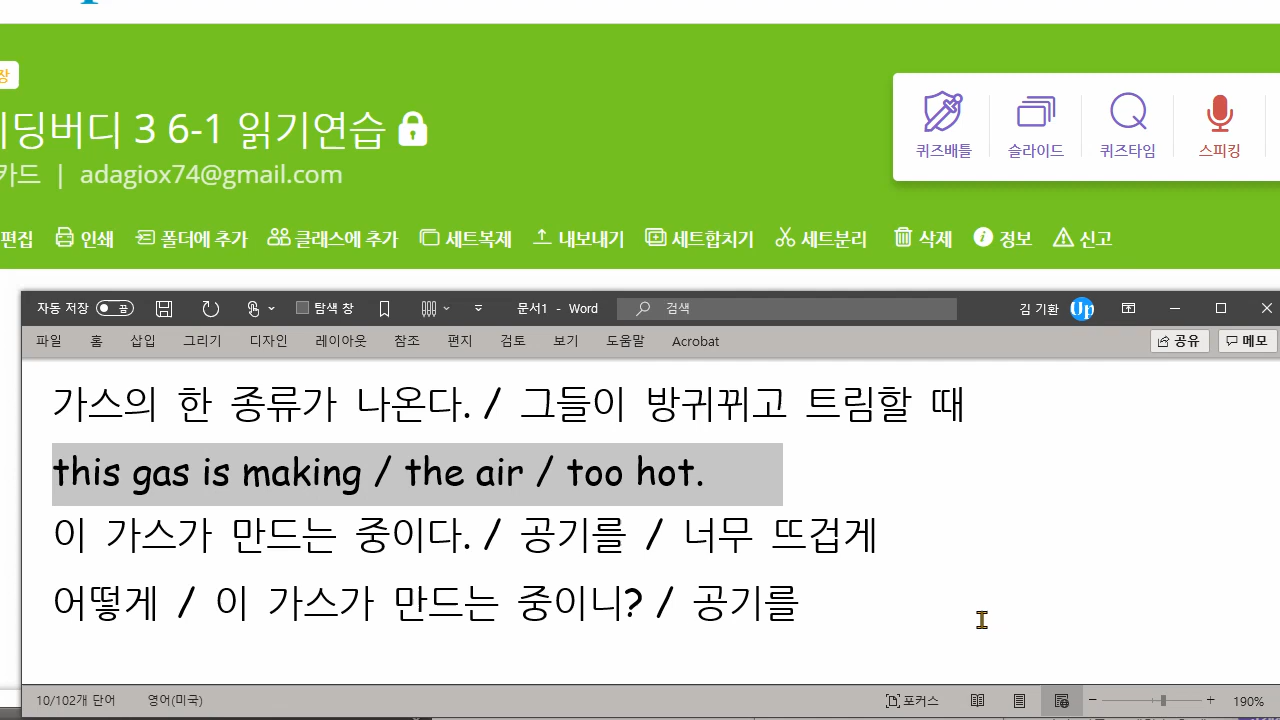 장
딩버디 3 6-1 읽기연습
카드 | adagiox74@gmail.com
퀴즈배틀 슬라이드 퀴즈타임 스피킹
편집 인쇄 폴더에 추가 클래스에 추가 세트복제 내보내기 세트합치기 세트분리 삭제 정보 신고
자동 저장 끔 탐색 창 문서1 - Word 검색 김 기환 Up
파일 홈 삽입 그리기 디자인 레이아웃 참조 편지 검토 보기 도움말 Acrobat 공유 메모
가스의 한 종류가 나온다. / 그들이 방귀뀌고 트림할 때
this gas is making / the air / too hot.
이 가스가 만드는 중이다. / 공기를 / 너무 뜨겁게
어떻게 / 이 가스가 만드는 중이니? / 공기를
10/102개 단어 영어(미국) 포커스 190%